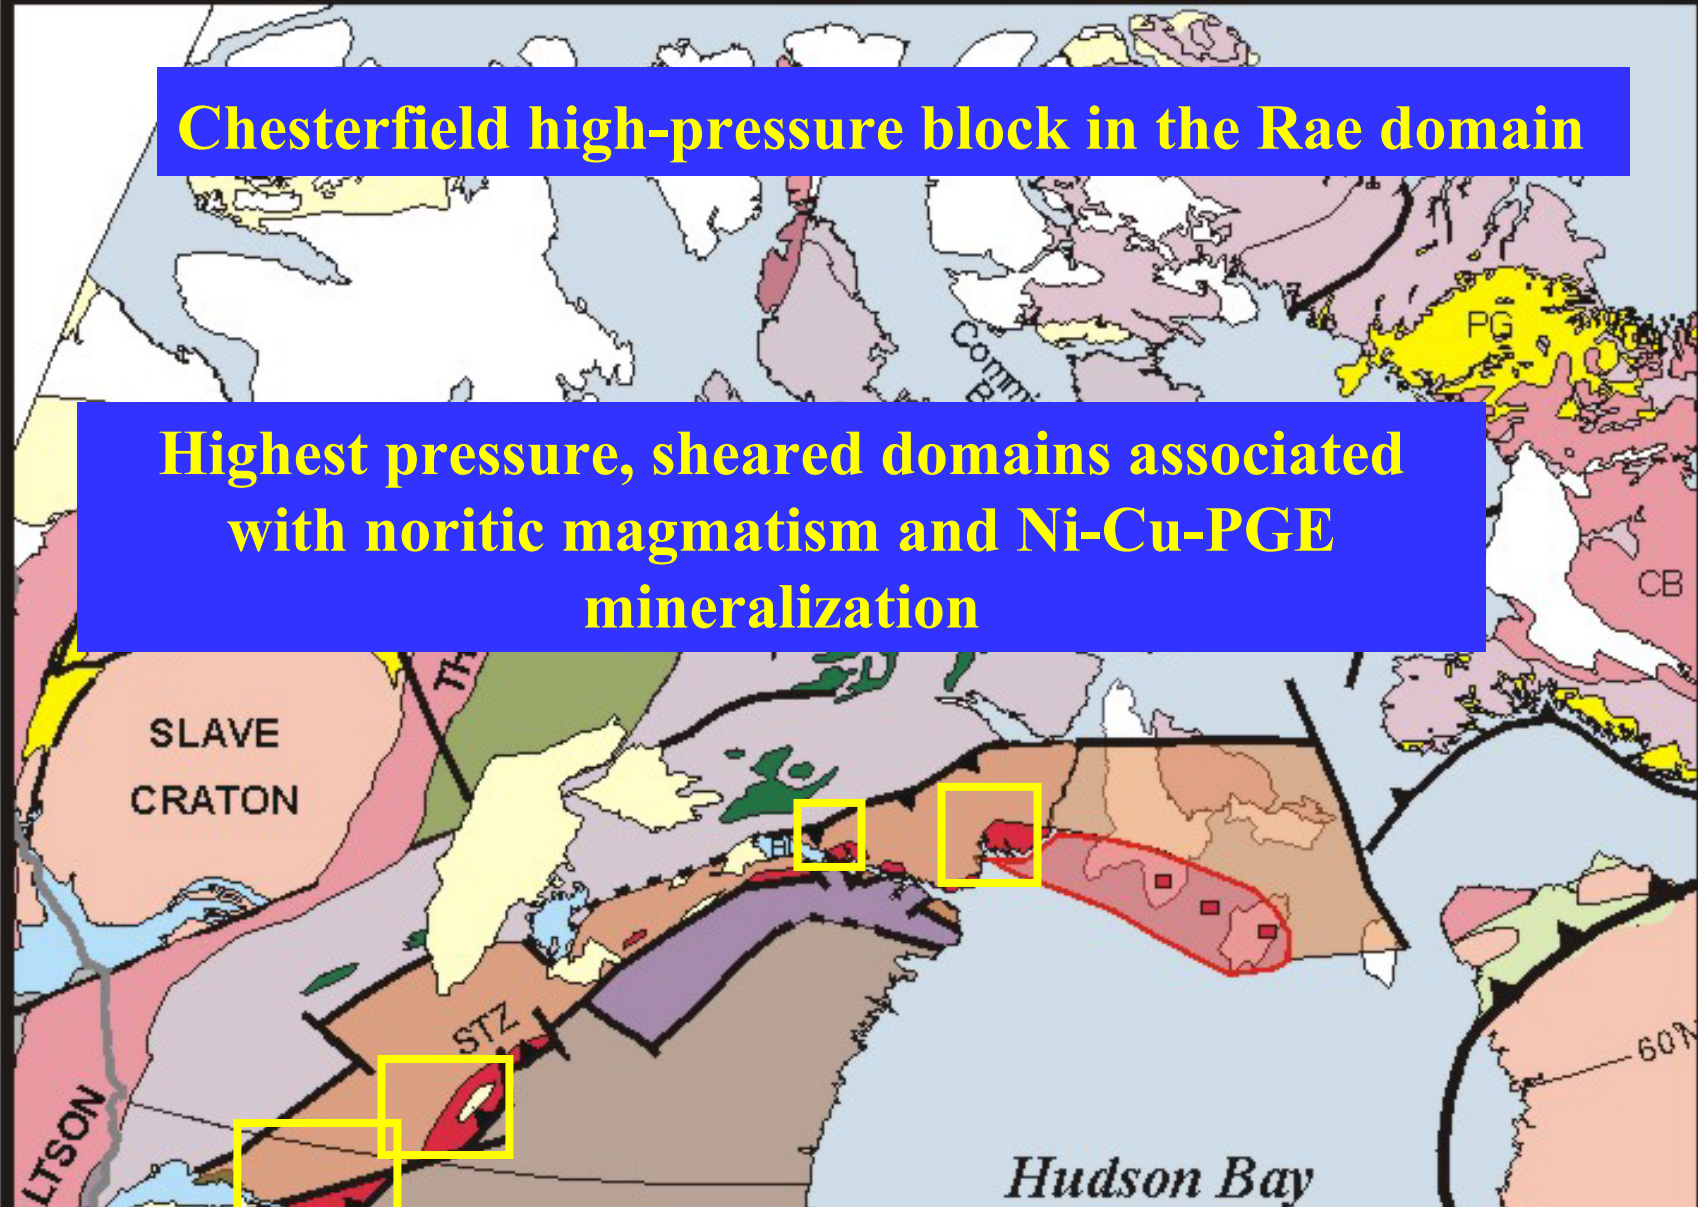 Chesterfield high-pressure block in the Rae domain
PG
Highest pressure, sheared domains associated
with noritic magmatism and Ni-Cu-PGE
mineralization
CB
SLAVE
CRATON
STZ
60
LTSON
Hudson Bay